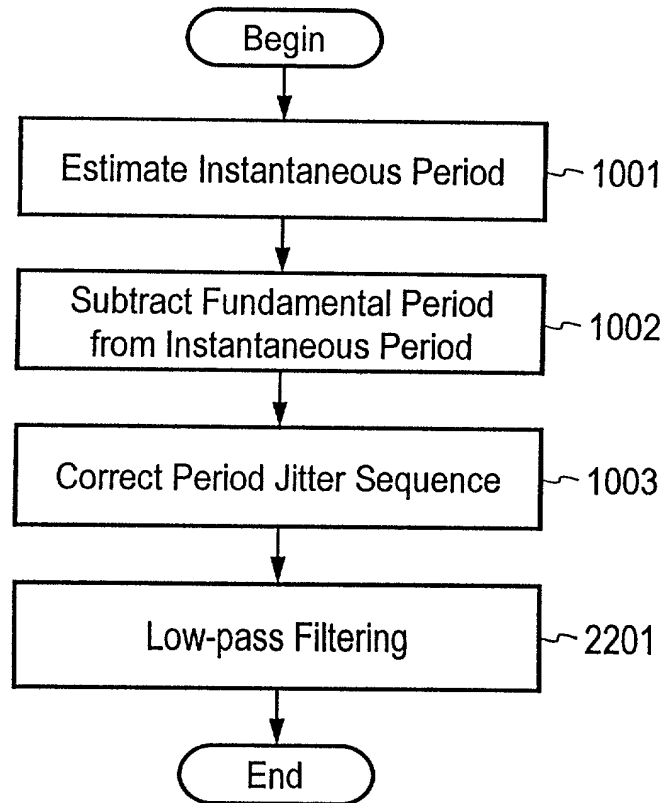 Begin
Estimate Instantaneous Period
1001
Subtract Fundamental Period
from Instantaneous Period
1002
Correct Period Jitter Sequence
1003
Low-pass Filtering
2201
End